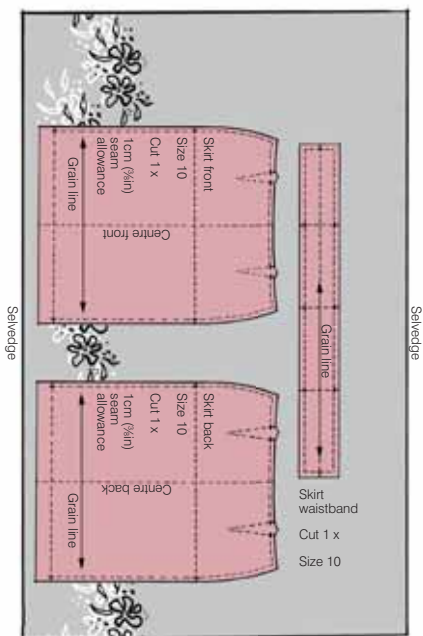 Selvedge
Selvedge
Skirt front
Size 10
Cut 1 x
1cm (⅜in)
seam
allowance
Grain line
Centre front
Grain line
Skirt back
Size 10
Cut 1 x
1cm (⅜in)
seam
allowance
Grain line
Centre back
Skirt
waistband
Cut 1 x
Size 10